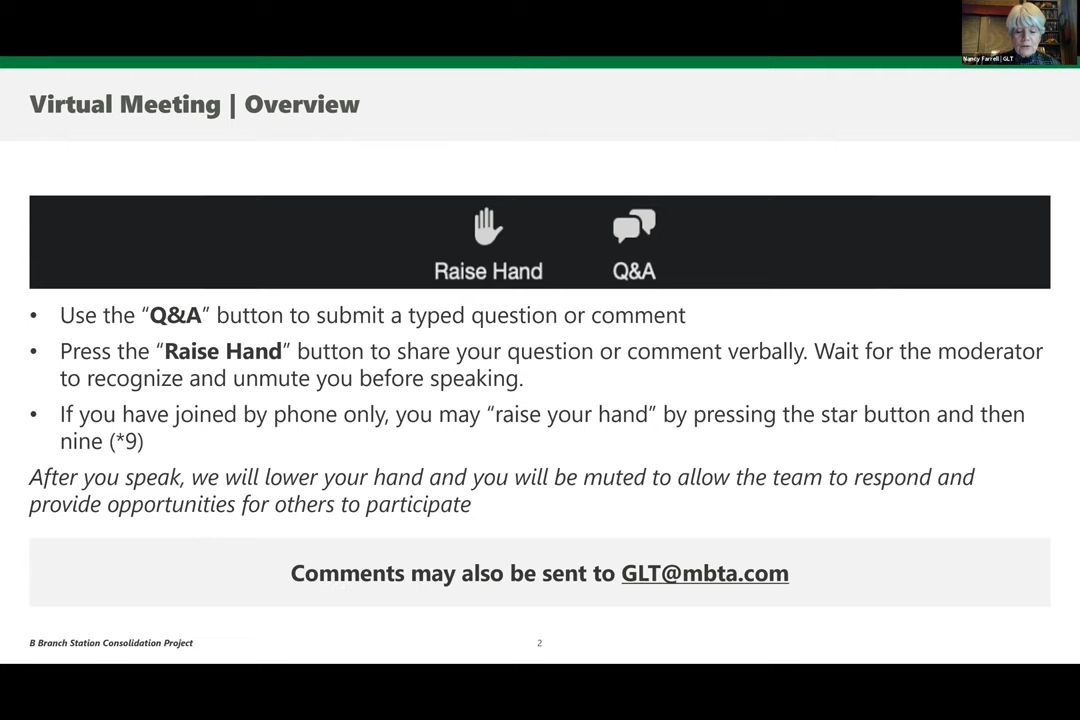 Nancy Farrell | GLT
Virtual Meeting | Overview
Raise Hand
Q&A
• Use the “Q&A” button to submit a typed question or comment
• Press the “Raise Hand” button to share your question or comment verbally. Wait for the moderator
to recognize and unmute you before speaking.
• If you have joined by phone only, you may “raise your hand” by pressing the star button and then
nine (*9)
After you speak, we will lower your hand and you will be muted to allow the team to respond and
provide opportunities for others to participate
Comments may also be sent to GLT@mbta.com
B Branch Station Consolidation Project
2